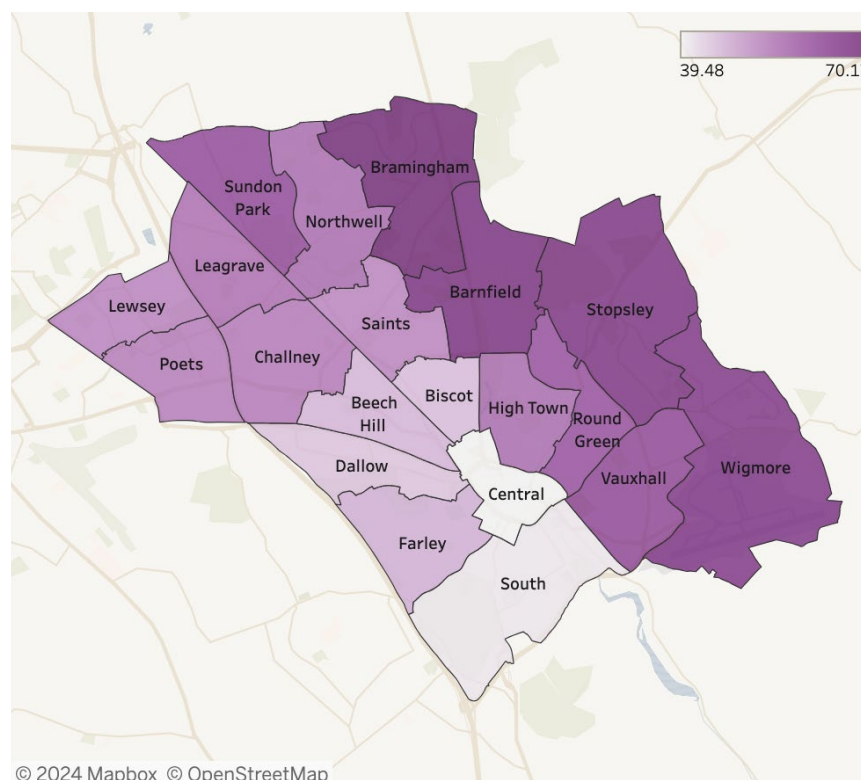 39.48
70.1
Bramingham
Sundon
Park
Northwell
Leagrave
Lewsey
Barnfield
Stopsley
Saints
Poets
Challney
Biscot
Beech
Hill
High Town
Round
Green
Dallow
Vauxhall
Wigmore
Central
Farley
South
© 2024 Mapbox © OpenStreetMap